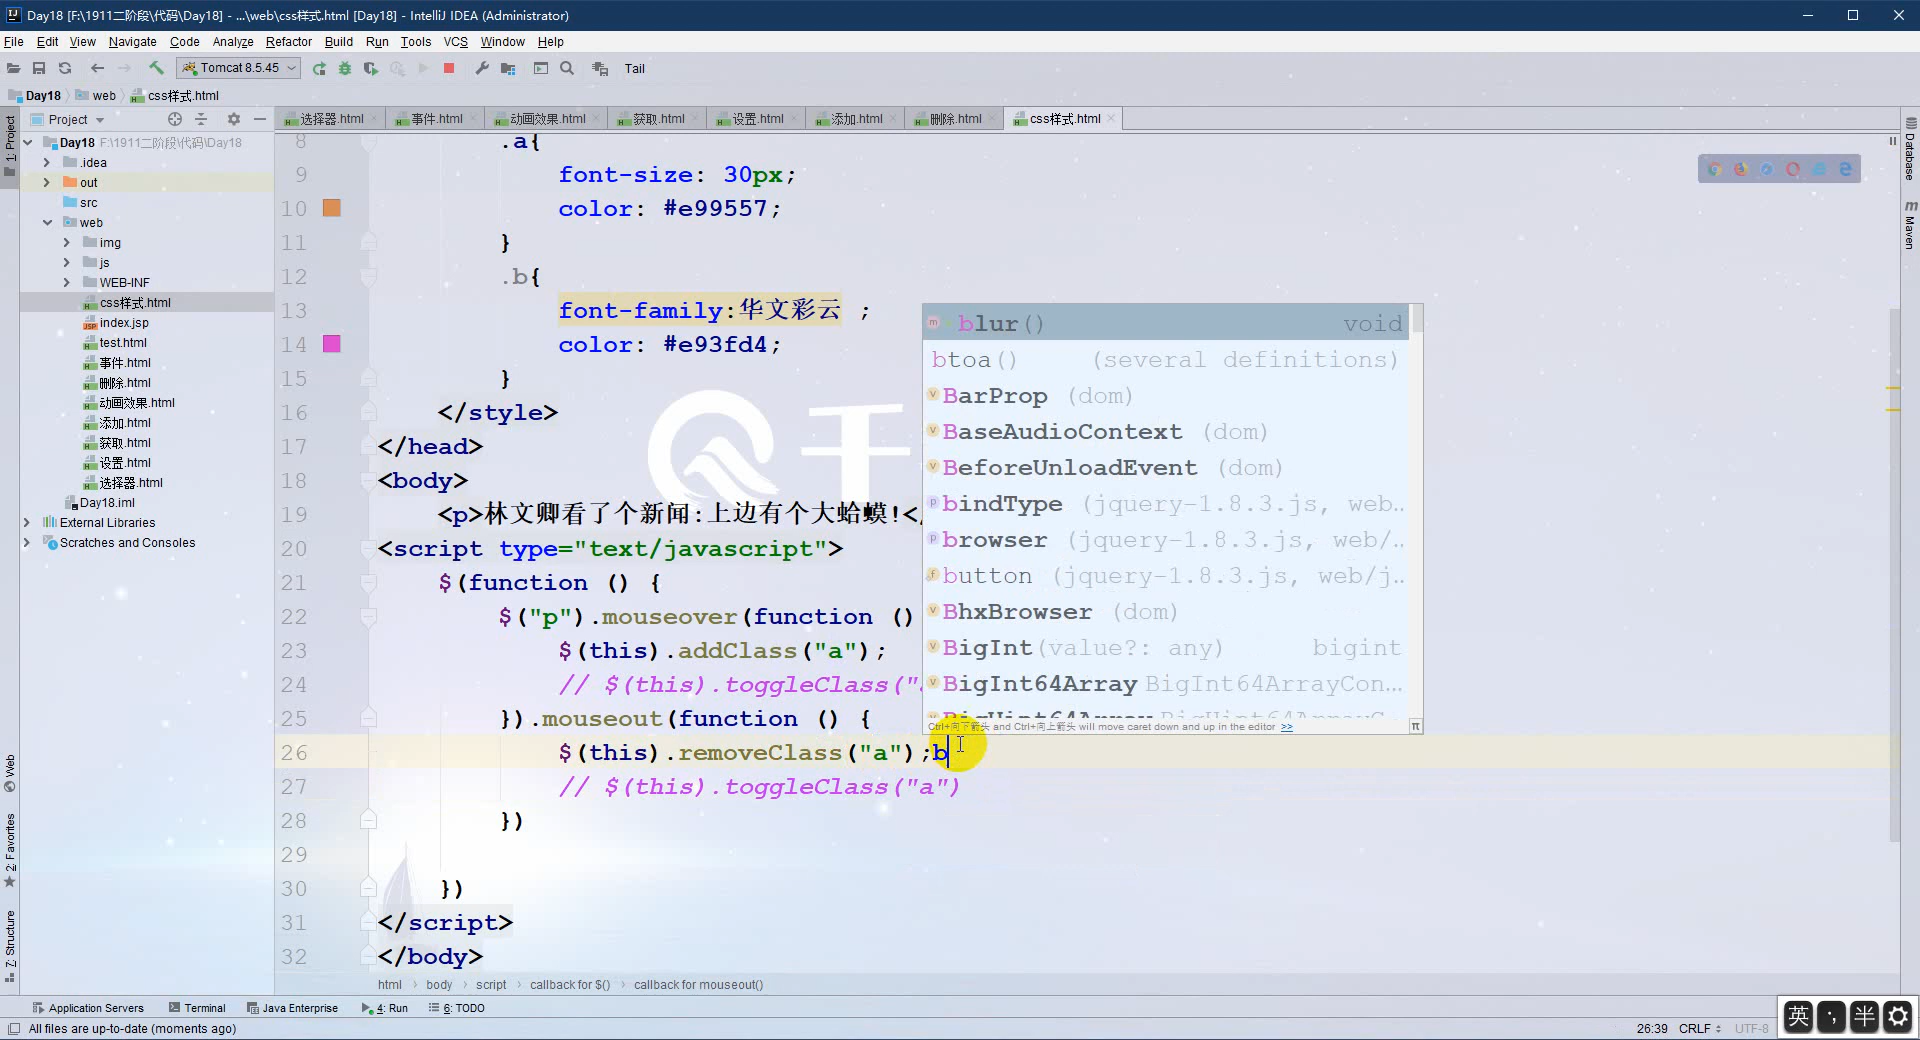 Day18 [F:\1911二阶段\代码\Day18] - ...\web\css样式.html [Day18] - IntelliJ IDEA (Administrator)
File Edit View Navigate Code Analyze Refactor Build Run Tools VCS Window Help
Tomcat 8.5.45
Tail
Day18 web css样式.html
Project
选择器.html 事件.html 动画效果.html 获取.html 设置.html 添加.html 删除.html css样式.html
1: Project
Day18 F:\1911二阶段\代码\Day18
.idea
out
src
web
img
js
WEB-INF
css样式.html
index.jsp
test.html
事件.html
删除.html
动画效果.html
添加.html
获取.html
设置.html
选择器.html
Day18.iml
External Libraries
Scratches and Consoles
Web
2: Favorites
7: Structure
8 .a{
9 font-size: 30px;
10 color: #e99557;
11 }
12 .b{
13 font-family:华文彩云 ;
14 color: #e93fd4;
15 }
16 </style>
17 </head>
18 <body>
19 <p>林文卿看了个新闻:上边有个大蛤蟆!</
20 <script type="text/javascript">
21 $(function () {
22 $("p").mouseover(function ()
23 $(this).addClass("a");
24 // $(this).toggleClass("
25 }).mouseout(function () {
26 $(this).removeClass("a");b
27 // $(this).toggleClass("a")
28 })
29
30 })
31 </script>
32 </body>
千
blur() void
btoa() (several definitions)
BarProp (dom)
BaseAudioContext (dom)
BeforeUnloadEvent (dom)
bindType (jquery-1.8.3.js, web…
browser (jquery-1.8.3.js, web/…
button (jquery-1.8.3.js, web/j…
BhxBrowser (dom)
BigInt(value?: any) bigint
BigInt64Array BigInt64ArrayCon…
BigUint64Array BigUint64ArrayC…
Ctrl+向下箭头 and Ctrl+向上箭头 will move caret down and up in the editor >>
π
Database
Maven
html body script callback for $() callback for mouseout()
Application Servers Terminal Java Enterprise 4: Run 6: TODO
All files are up-to-date (moments ago)
26:39 CRLF UTF-8
英 半